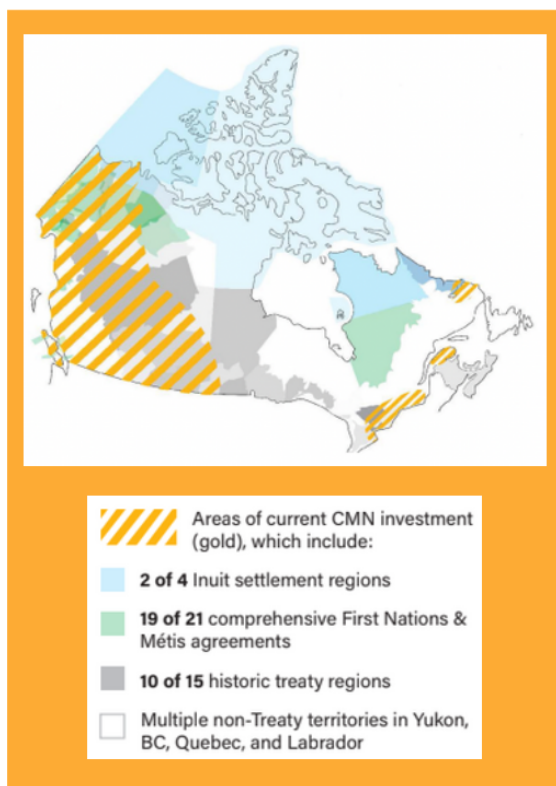 Areas of current CMN investment
(gold), which include:
2 of 4 Inuit settlement regions
19 of 21 comprehensive First Nations &
Métis agreements
10 of 15 historic treaty regions
Multiple non-Treaty territories in Yukon,
BC, Quebec, and Labrador